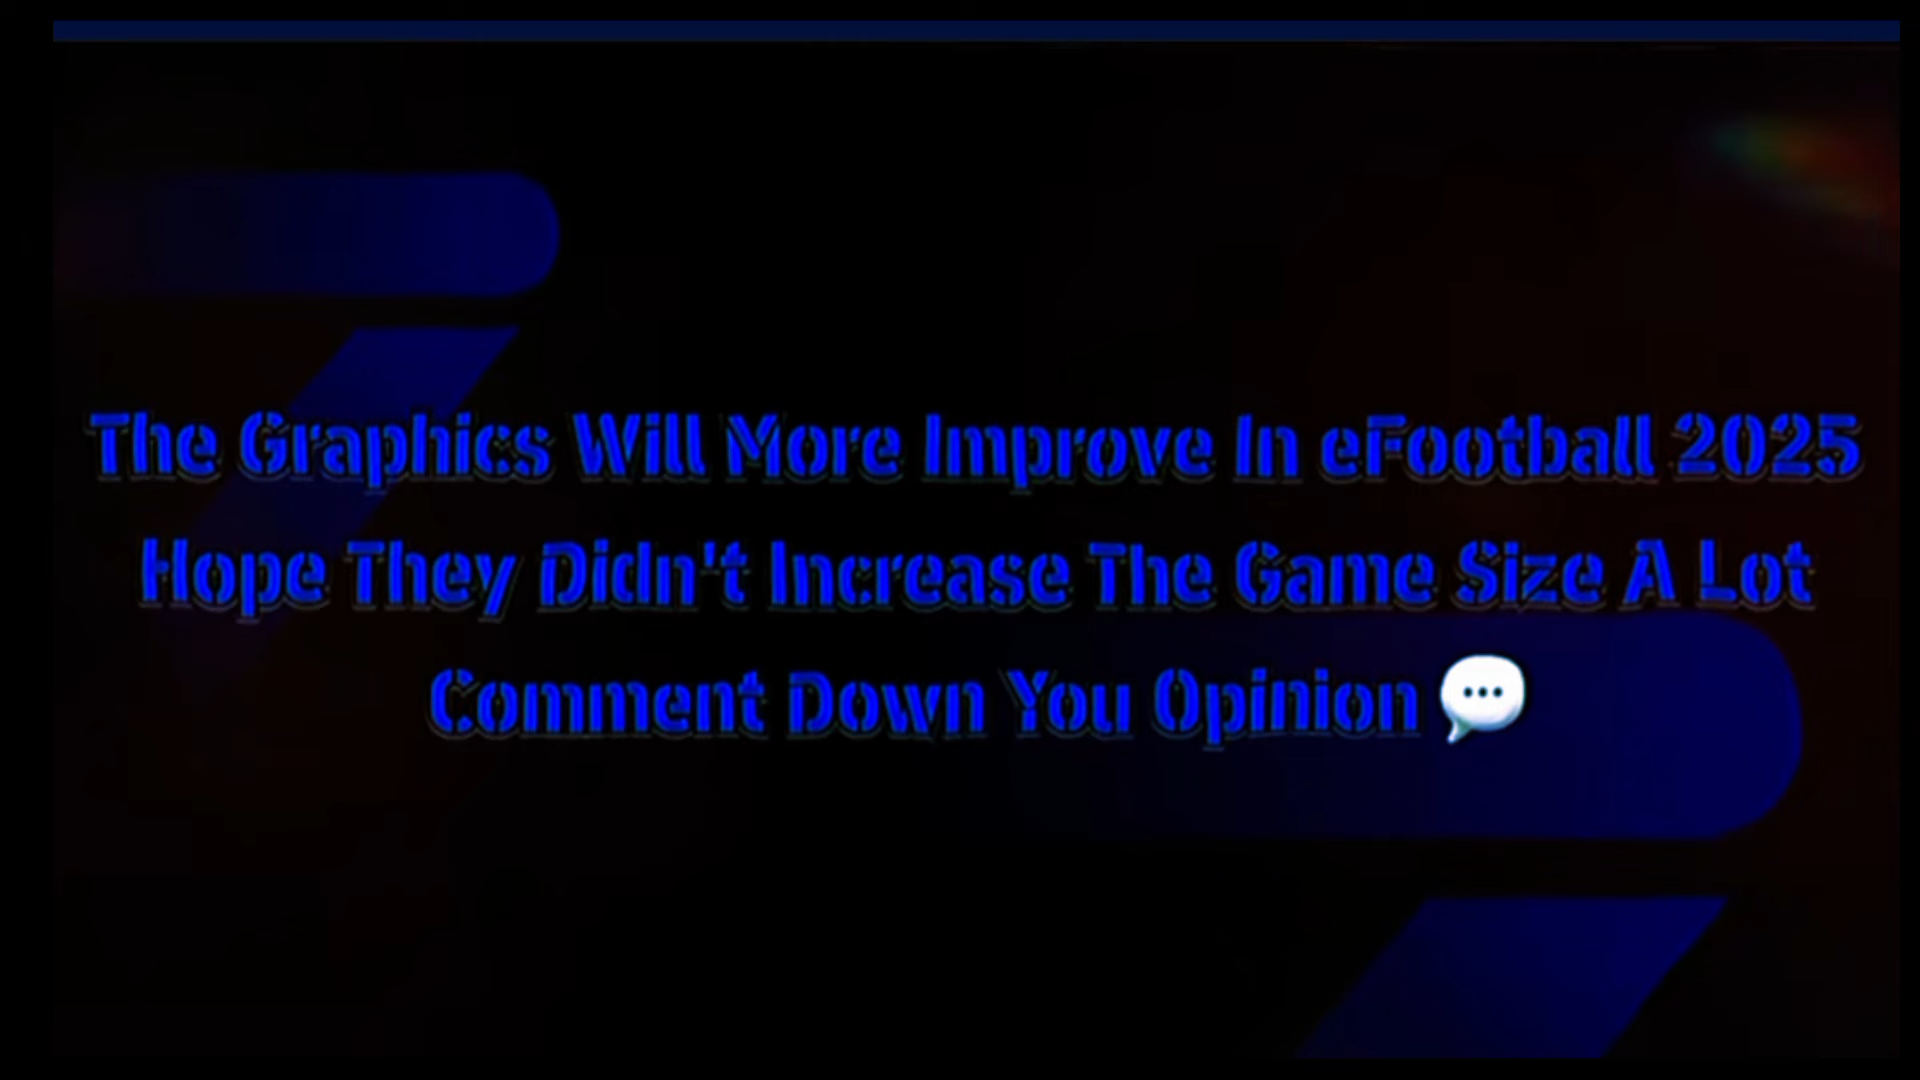 The Graphics Will More Improve In eFootball 2025
Hope They Didn't Increase The Game Size A Lot
Comment Down You Opinion 💬